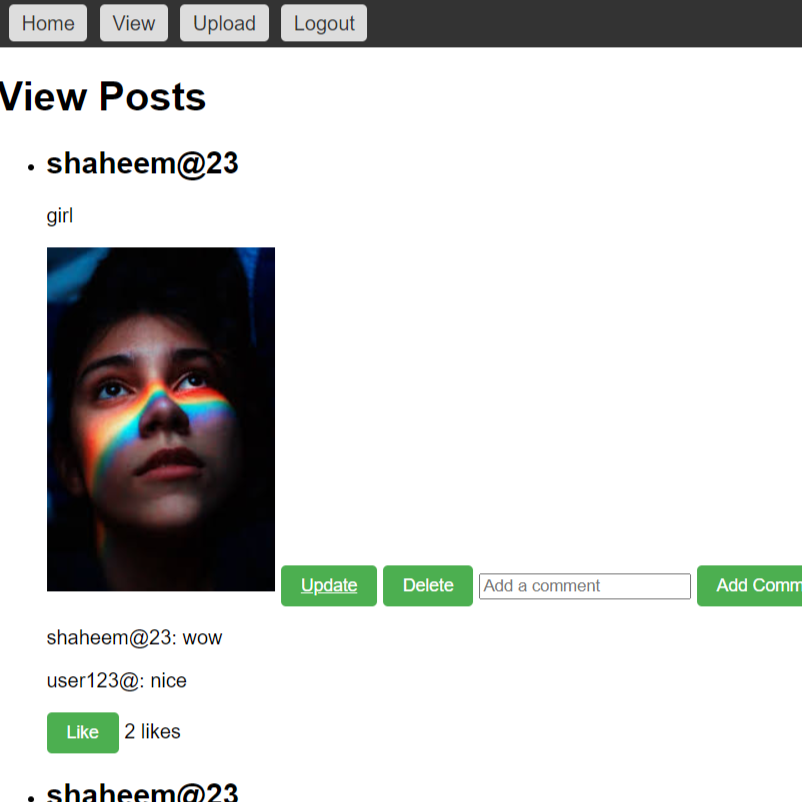 Home View Upload Logout
View Posts
shaheem@23
girl
Update Delete Add a comment Add Comm
shaheem@23: wow
user123@: nice
Like 2 likes
shaheem@23